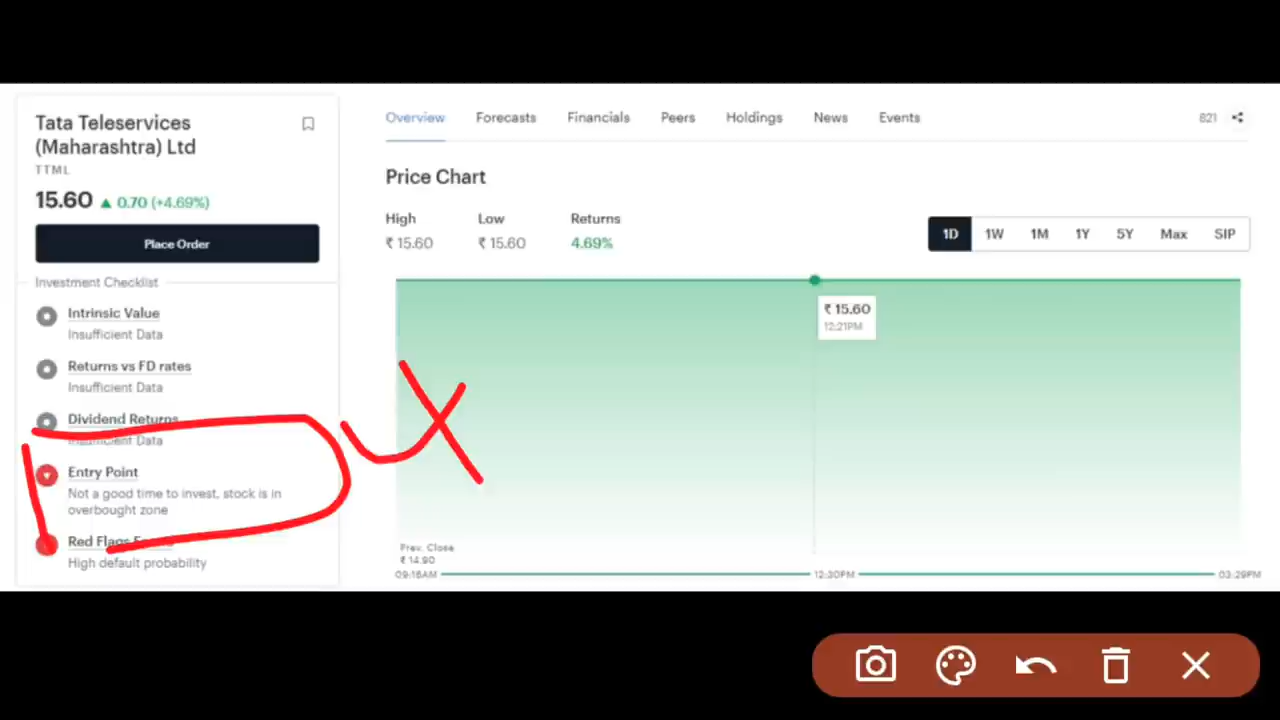 Tata Teleservices
(Maharashtra) Ltd
TTML
15.60 ▲ 0.70 (+4.69%)
Place Order
Investment Checklist
Intrinsic Value
Insufficient Data
Returns vs FD rates
Insufficient Data
Dividend Returns
Insufficient Data
Entry Point
Not a good time to invest, stock is in
overbought zone
Red Flags
High default probability
Overview Forecasts Financials Peers Holdings News Events 821
Price Chart
High Low Returns
₹ 15.60 ₹ 15.60 4.69%
1D 1W 1M 1Y 5Y Max SIP
₹ 15.60
12:21PM
Prev. Close
₹ 14.90
09:16AM 12:30PM 03:29PM